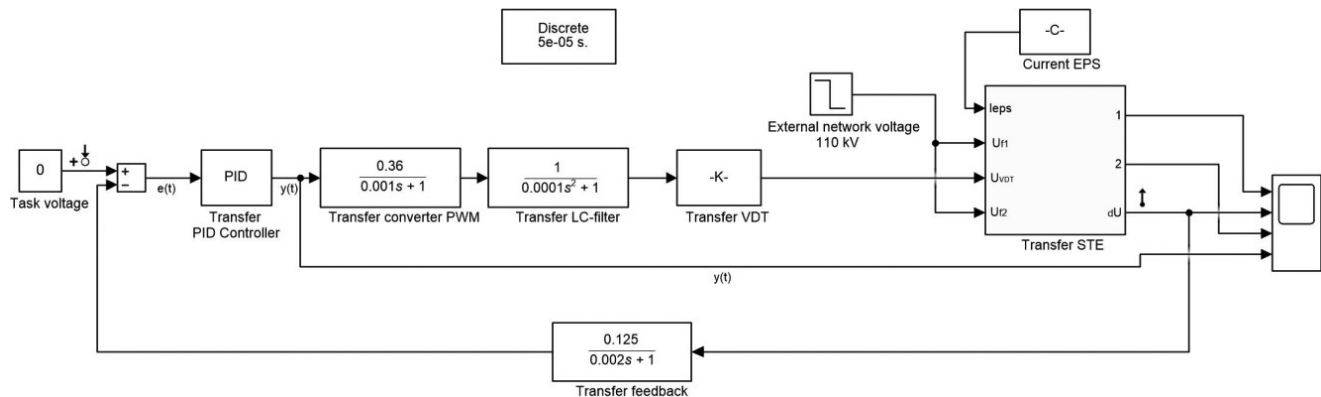 Discrete
5e-05 s.
-C-
Current EPS
External network voltage
110 kV
Ieps
Uf1
UVDT
Uf2
1
2
dU
Transfer STE
0
Task voltage
+
+
−
e(t)
PID
Transfer
PID Controller
y(t)
0.36
0.001s + 1
Transfer converter PWM
1
0.0001s² + 1
Transfer LC-filter
-K-
Transfer VDT
y(t)
0.125
0.002s + 1
Transfer feedback